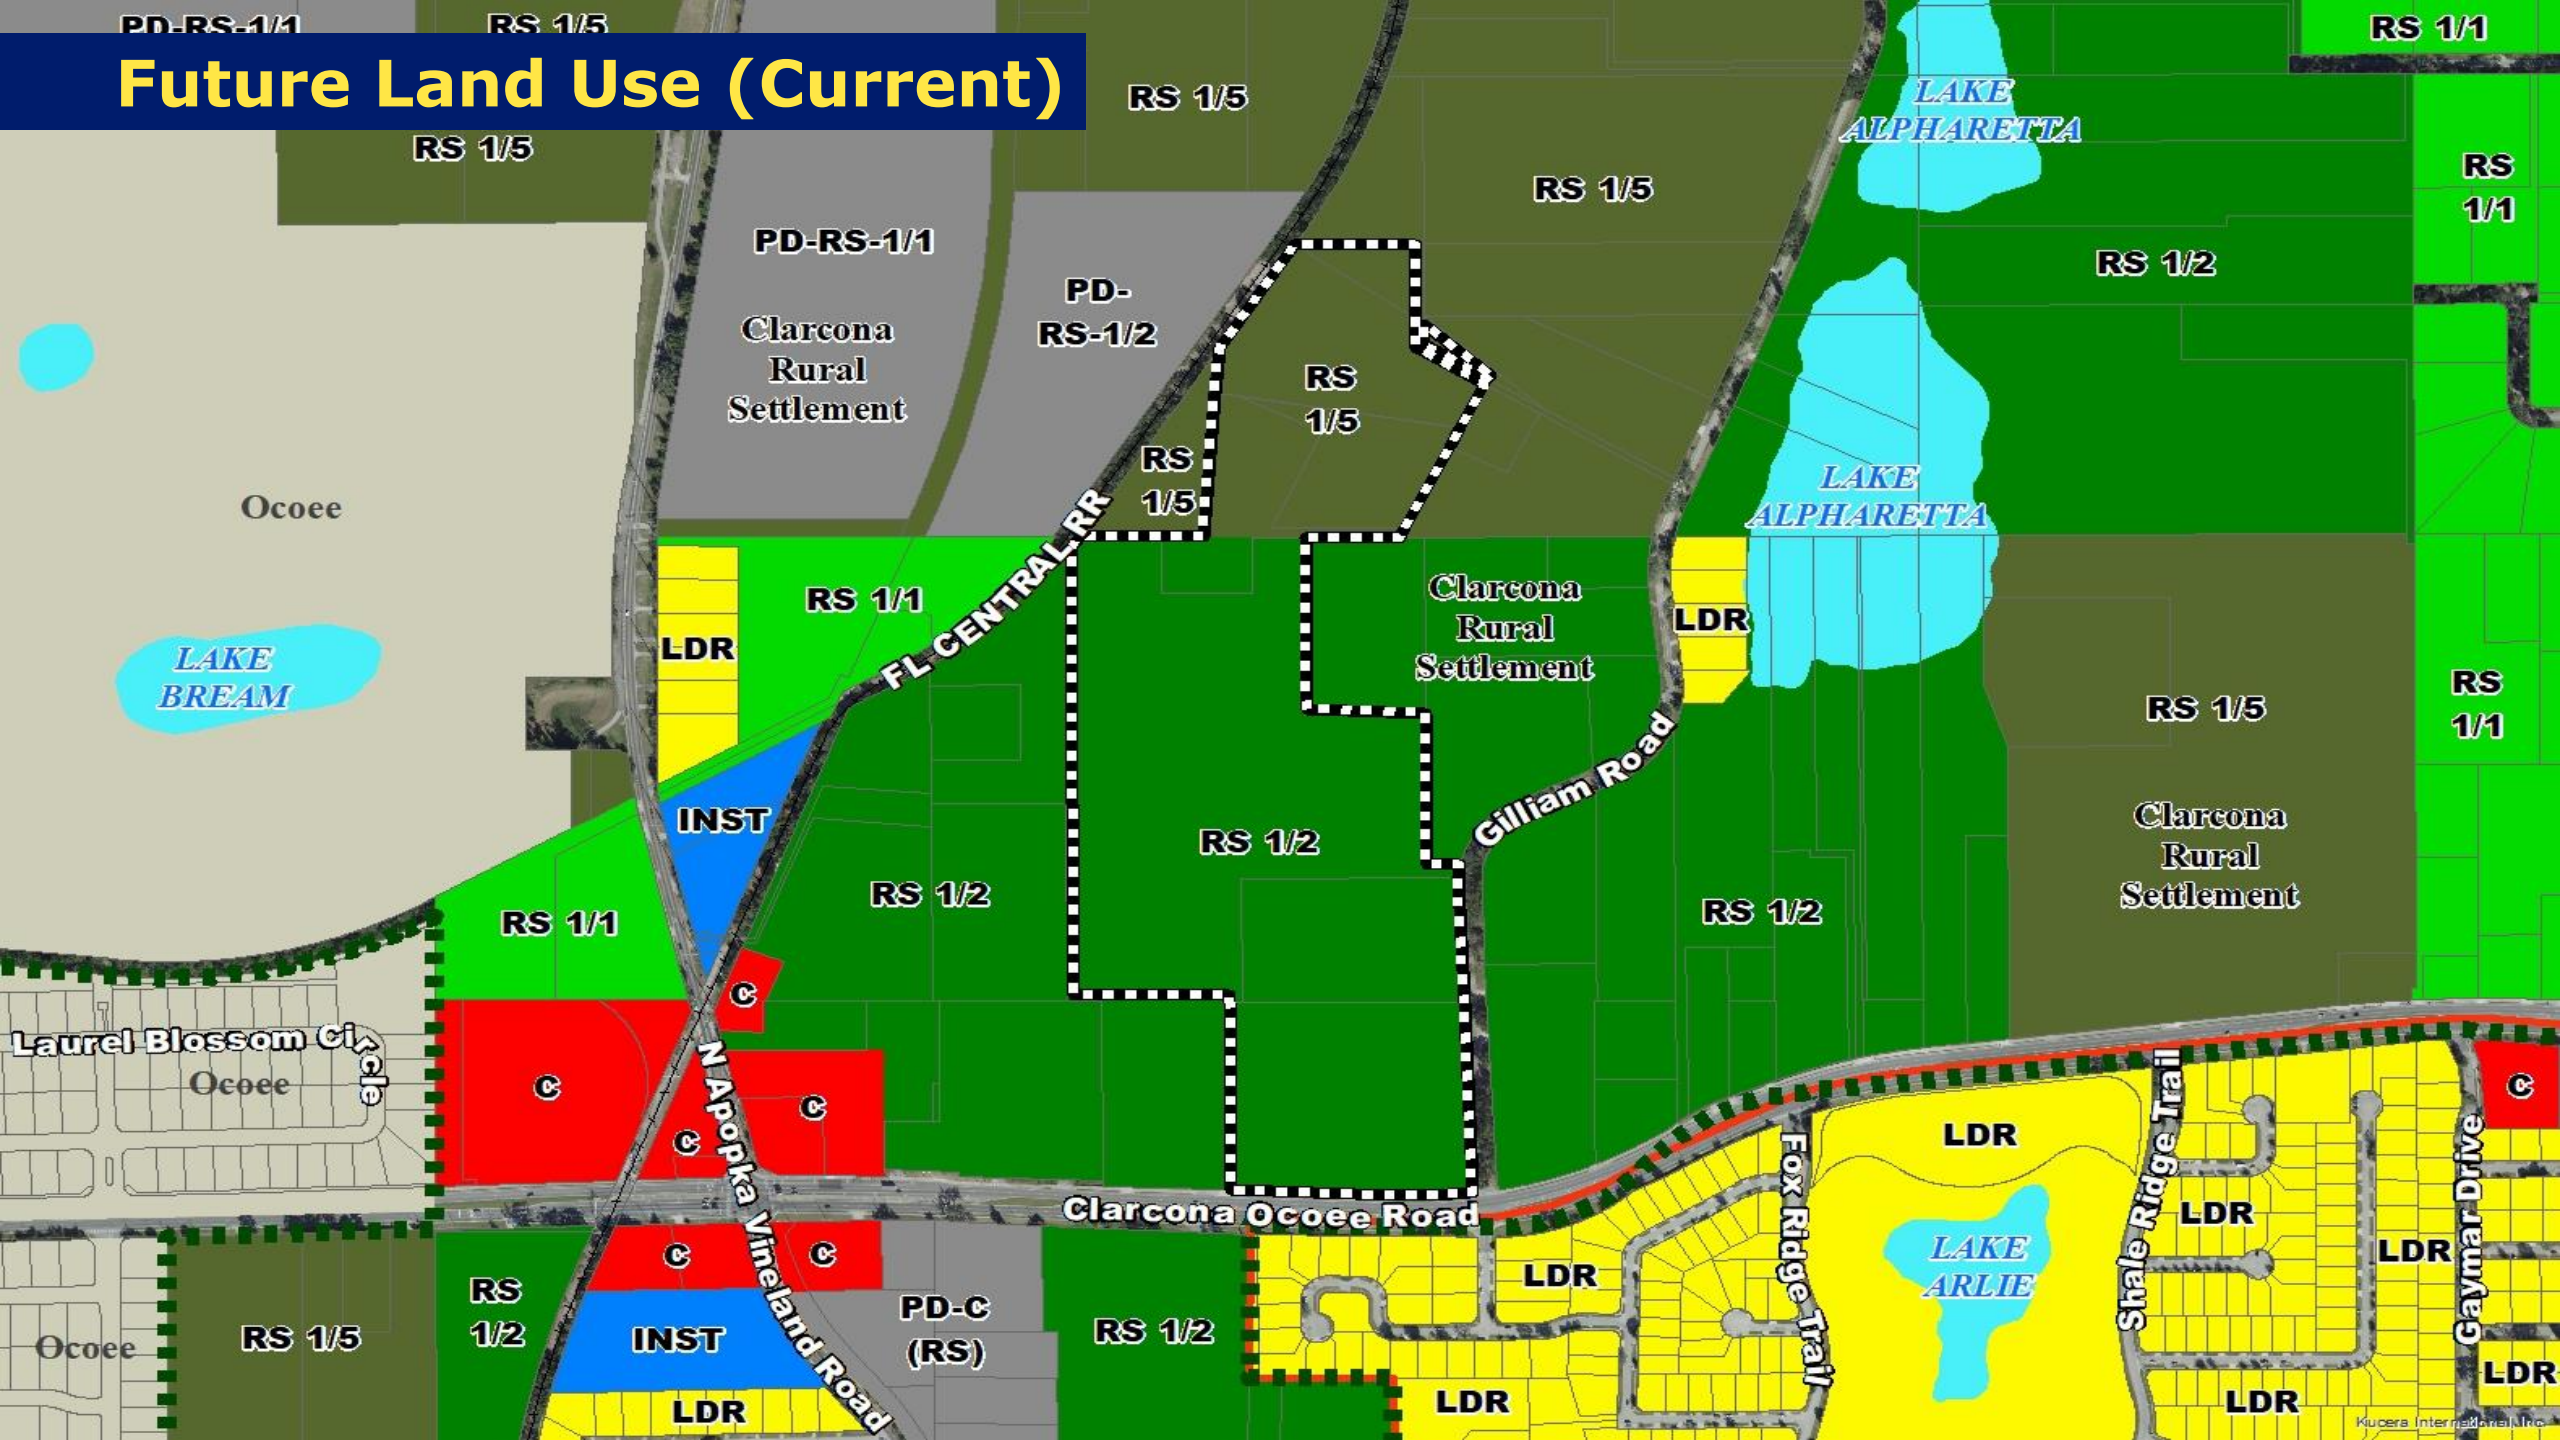 PD-RS-1/1
RS 1/5
RS 1/1
Future Land Use (Current)
RS 1/5
LAKE
ALPHARETTA
RS 1/5
RS
1/1
RS 1/5
PD-RS-1/1
RS 1/2
PD-
RS-1/2
Clarcona
Rural
Settlement
RS
1/5
RS
1/5
LAKE
ALPHARETTA
Ocoee
FL CENTRAL RR
RS 1/1
Clarcona
Rural
Settlement
LDR
LDR
LAKE
BREAM
RS
1/1
RS 1/5
Gilliam Road
INST
Clarcona
Rural
Settlement
RS 1/2
RS 1/2
RS 1/2
RS 1/1
C
Laurel Blossom Circle
Ocoee
C
C
C
C
N Apopka Vineland Road
LDR
Fox Ridge Trail
Shale Ridge Trail
Gaymar Drive
Clarcona Ocoee Road
LDR
LDR
LAKE
ARLIE
C
C
LDR
RS
1/2
PD-C
(RS)
RS 1/2
INST
RS 1/5
Ocoee
LDR
LDR
LDR
LDR
Kucera International, Inc.